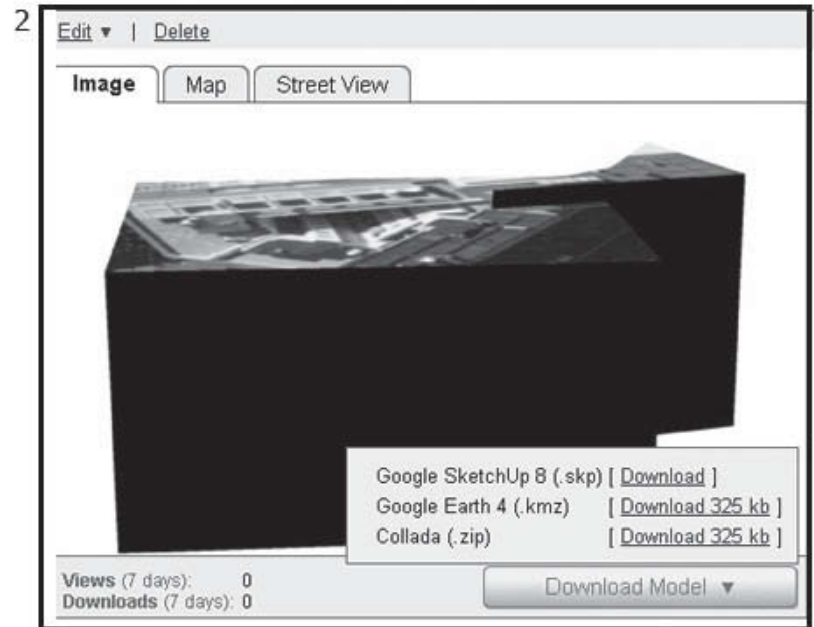 2
Edit ▼ | Delete
Image Map Street View
Google SketchUp 8 (.skp) [ Download ]
Google Earth 4 (.kmz) [ Download 325 kb ]
Collada (.zip) [ Download 325 kb ]
Views (7 days): 0
Downloads (7 days): 0
Download Model ▼